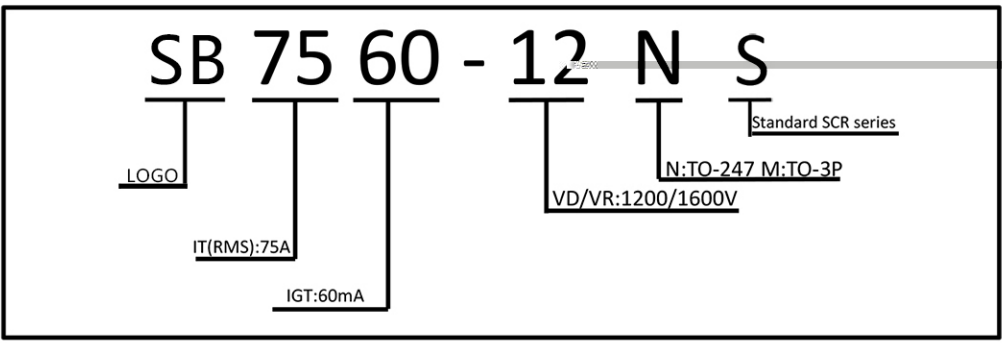 SB 75 60 - 12 N S
Standard SCR series
N:TO-247 M:TO-3P
LOGO
VD/VR:1200/1600V
IT(RMS):75A
IGT:60mA